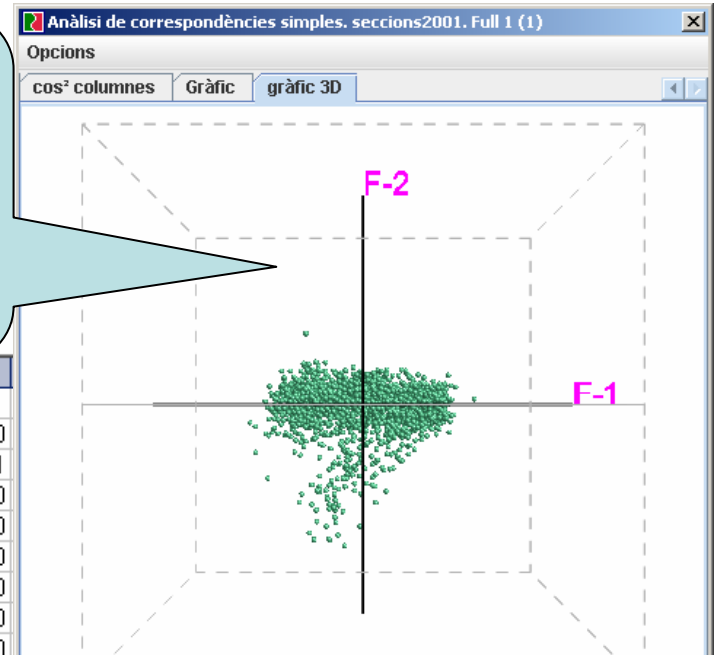 Anàlisi de correspondències simples. seccions2001. Full 1 (1)
Opcions
cos² columnes Gràfic gràfic 3D
F-2
F-1